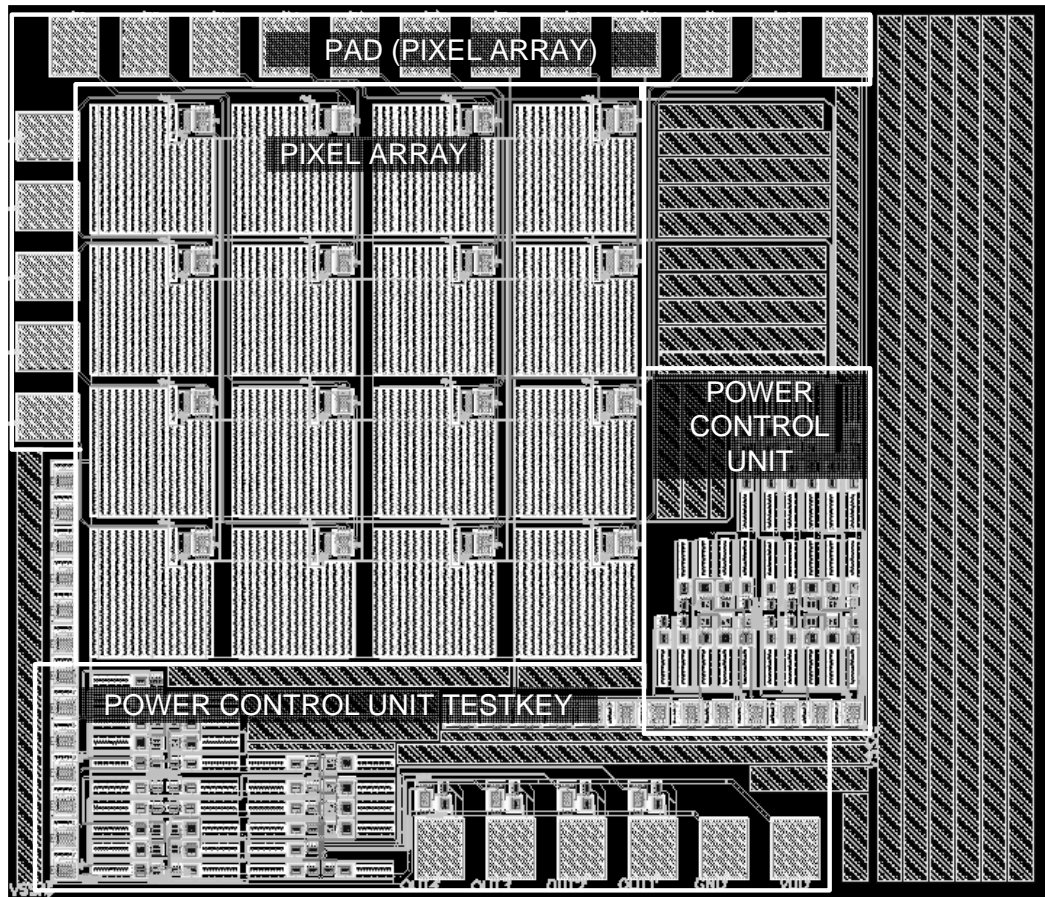 PAD (PIXEL ARRAY)
PIXEL ARRAY
POWER
CONTROL
UNIT
POWER CONTROL UNIT TESTKEY
GND
VDD